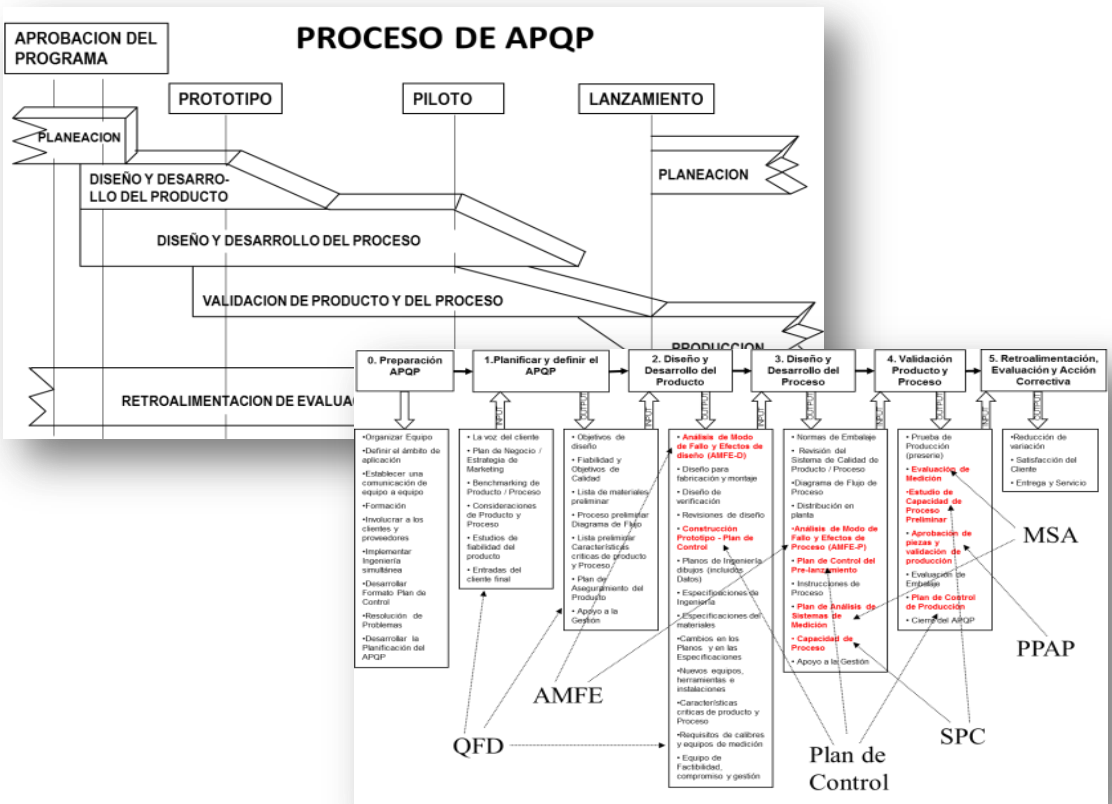 APROBACION DEL
PROGRAMA
PROCESO DE APQP
PROTOTIPO
PILOTO
LANZAMIENTO
PLANEACION
DISEÑO Y DESARRO-
LLO DEL PRODUCTO
PLANEACION
DISEÑO Y DESARROLLO DEL PROCESO
VALIDACION DE PRODUCTO Y DEL PROCESO
PRODUCCION
RETROALIMENTACION DE EVALUAC
0. Preparación
APQP
1.Planificar y definir el
APQP
2. Diseño y
Desarrollo del
Producto
3. Diseño y
Desarrollo del
Proceso
4. Validación
Producto y
Proceso
5. Retroalimentación,
Evaluación y Acción
Correctiva
INPUT
OUTPUT
INPUT
OUTPUT
INPUT
OUTPUT
INPUT
OUTPUT
INPUT
OUTPUT
•Organizar Equipo
•Definir el ámbito de
aplicación
•Establecer una
comunicación de
equipo a equipo
•Formación
•Involucrar a los
clientes y
proveedores
•Implementar
Ingeniería
simultánea
•Desarrollar
Formato Plan de
Control
•Resolución de
Problemas
•Desarrollar la
Planificación del
APQP
• La voz del cliente
• Plan de Negocio /
Estrategia de
Marketing
• Benchmarking de
Producto / Proceso
• Consideraciones
de Producto y
Proceso
• Estudios de
fiabilidad del
producto
• Entradas del
cliente final
• Objetivos de
diseño
• Fiabilidad y
Objetivos de
Calidad
• Lista de materiales
preliminar
• Proceso preliminar
Diagrama de Flujo
• Lista preliminar
Características
criticas de producto
y Proceso
• Plan de
Aseguramiento del
Producto
• Apoyo a la
Gestión
• Análisis de Modo
de Fallo y Efectos de
diseño (AMFE-D)
• Diseño para
fabricación y montaje
• Diseño de
verificación
• Revisiones de diseño
• Construcción
Prototipo - Plan de
Control
• Planos de Ingeniería
dibujos (incluidos
Datos)
• Especificaciones de
Ingeniería
• Especificaciones del
materiales
•Cambios en los
Planos y en las
Especificaciones
•Nuevos equipos,
herramientas e
instalaciones
•Características
criticas de producto y
Proceso
•Requisitos de calibres
y equipos de medición
• Equipo de
Factibilidad,
compromiso y gestión
• Normas de Embalaje
• Revisión del
Sistema de Calidad de
Producto / Proceso
•Diagrama de Flujo de
Proceso
• Distribución en
planta
•Análisis de Modo de
Fallo y Efectos de
Proceso (AMFE-P)
• Plan de Control del
Pre-lanzamiento
• Instrucciones de
Proceso
• Plan de Análisis de
Sistemas de
Medición
• Capacidad de
Proceso
• Apoyo a la Gestión
• Prueba de
Producción
(preserie)
• Evaluación de
Medición
•Estudio de
Capacidad de
Proceso
Preliminar
• Aprobación de
piezas y
validación de
producción
• Evaluación de
Embalaje
• Plan de Control
de Producción
• Cierre del APQP
•Reducción de
variación
• Satisfacción del
Cliente
• Entrega y Servicio
MSA
PPAP
AMFE
SPC
QFD
Plan de
Control